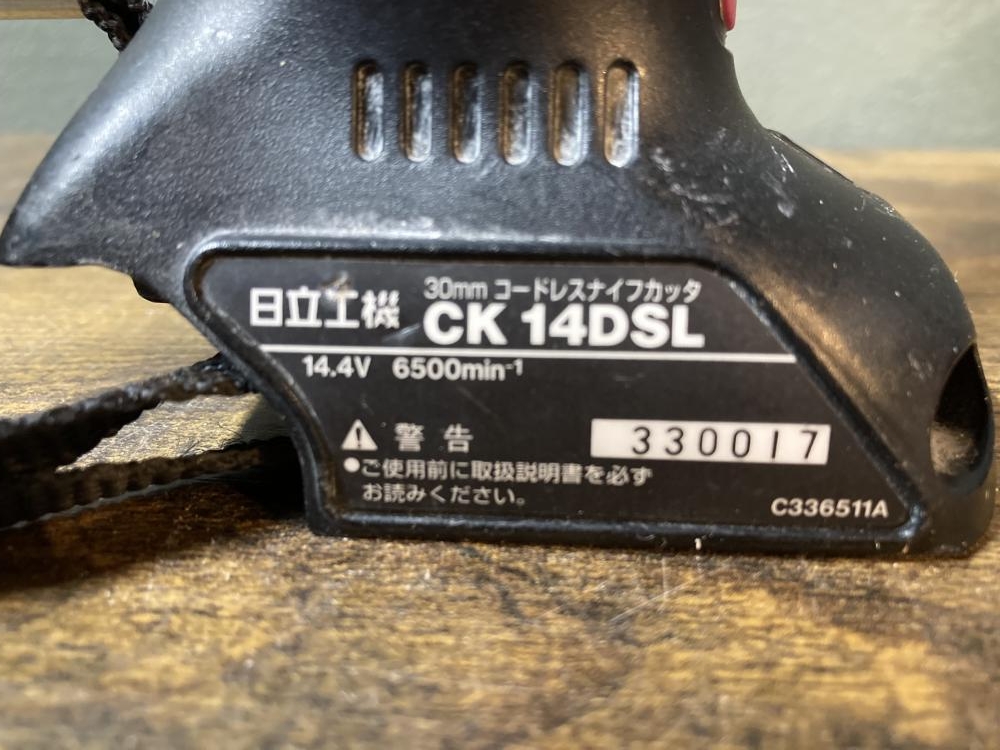 30mm コードレスナイフカッタ
日立工機 CK 14DSL
14.4V 6500min⁻¹
⚠ 警告
330017
●ご使用前に取扱説明書を必ず
お読みください。
C336511A